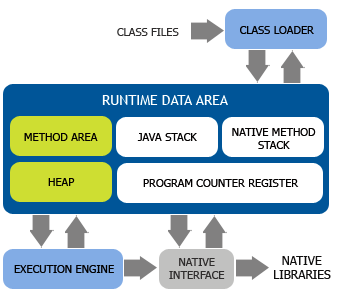 CLASS FILES
CLASS LOADER
RUNTIME DATA AREA
METHOD AREA
JAVA STACK
NATIVE METHOD
STACK
HEAP
PROGRAM COUNTER REGISTER
EXECUTION ENGINE
NATIVE
INTERFACE
NATIVE
LIBRARIES